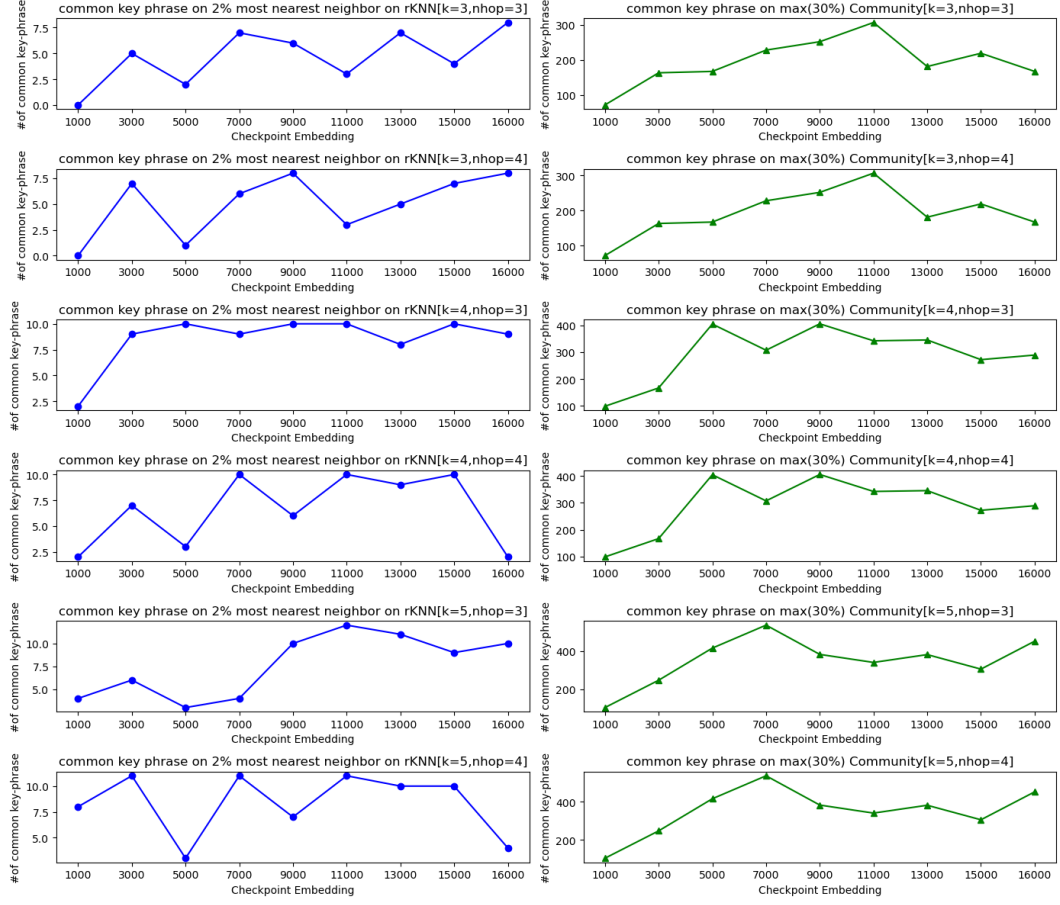 common key phrase on 2% most nearest neighbor on rKNN[k=3,nhop=3]
#of common key-phrase
7.5
5.0
2.5
0.0
1000 3000 5000 7000 9000 11000 13000 15000 16000
Checkpoint Embedding
common key phrase on max(30%) Community[k=3,nhop=3]
#of common key-phrase
300
200
100
1000 3000 5000 7000 9000 11000 13000 15000 16000
Checkpoint Embedding
common key phrase on 2% most nearest neighbor on rKNN[k=3,nhop=4]
#of common key-phrase
7.5
5.0
2.5
0.0
1000 3000 5000 7000 9000 11000 13000 15000 16000
Checkpoint Embedding
common key phrase on max(30%) Community[k=3,nhop=4]
#of common key-phrase
300
200
100
1000 3000 5000 7000 9000 11000 13000 15000 16000
Checkpoint Embedding
common key phrase on 2% most nearest neighbor on rKNN[k=4,nhop=3]
#of common key-phrase
10.0
7.5
5.0
2.5
1000 3000 5000 7000 9000 11000 13000 15000 16000
Checkpoint Embedding
common key phrase on max(30%) Community[k=4,nhop=3]
#of common key-phrase
400
300
200
100
1000 3000 5000 7000 9000 11000 13000 15000 16000
Checkpoint Embedding
common key phrase on 2% most nearest neighbor on rKNN[k=4,nhop=4]
#of common key-phrase
10.0
7.5
5.0
2.5
1000 3000 5000 7000 9000 11000 13000 15000 16000
Checkpoint Embedding
common key phrase on max(30%) Community[k=4,nhop=4]
#of common key-phrase
400
300
200
100
1000 3000 5000 7000 9000 11000 13000 15000 16000
Checkpoint Embedding
common key phrase on 2% most nearest neighbor on rKNN[k=5,nhop=3]
#of common key-phrase
10.0
7.5
5.0
1000 3000 5000 7000 9000 11000 13000 15000 16000
Checkpoint Embedding
common key phrase on max(30%) Community[k=5,nhop=3]
#of common key-phrase
400
200
1000 3000 5000 7000 9000 11000 13000 15000 16000
Checkpoint Embedding
common key phrase on 2% most nearest neighbor on rKNN[k=5,nhop=4]
#of common key-phrase
10.0
7.5
5.0
1000 3000 5000 7000 9000 11000 13000 15000 16000
Checkpoint Embedding
common key phrase on max(30%) Community[k=5,nhop=4]
#of common key-phrase
400
200
1000 3000 5000 7000 9000 11000 13000 15000 16000
Checkpoint Embedding